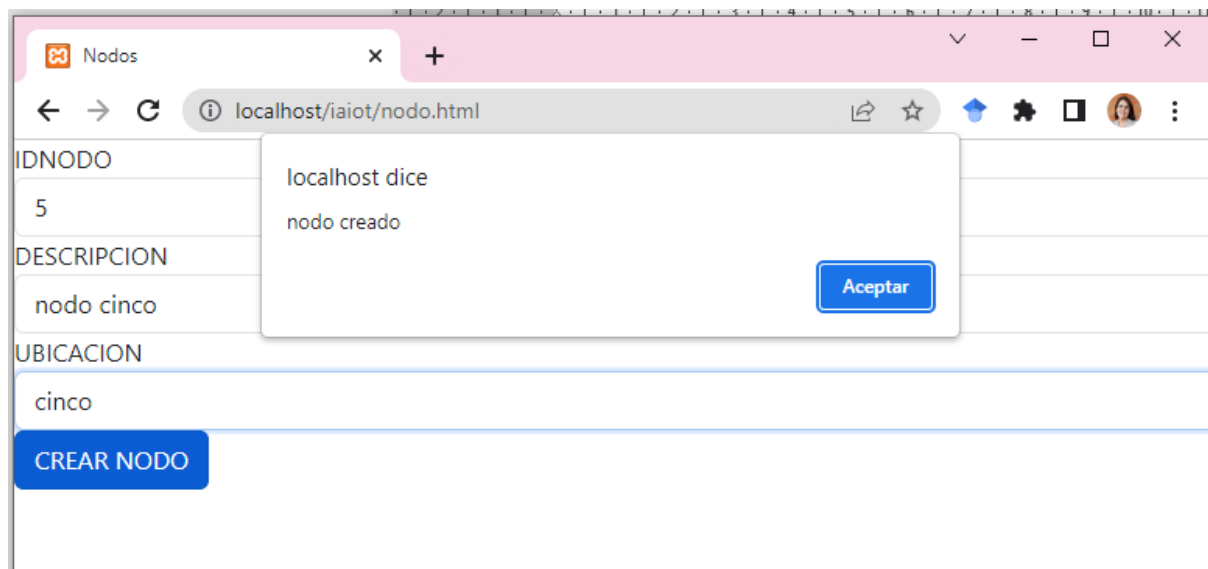 Nodos
localhost/iaiot/nodo.html
IDNODO
5
localhost dice
nodo creado
Aceptar
DESCRIPCION
nodo cinco
UBICACION
cinco
CREAR NODO